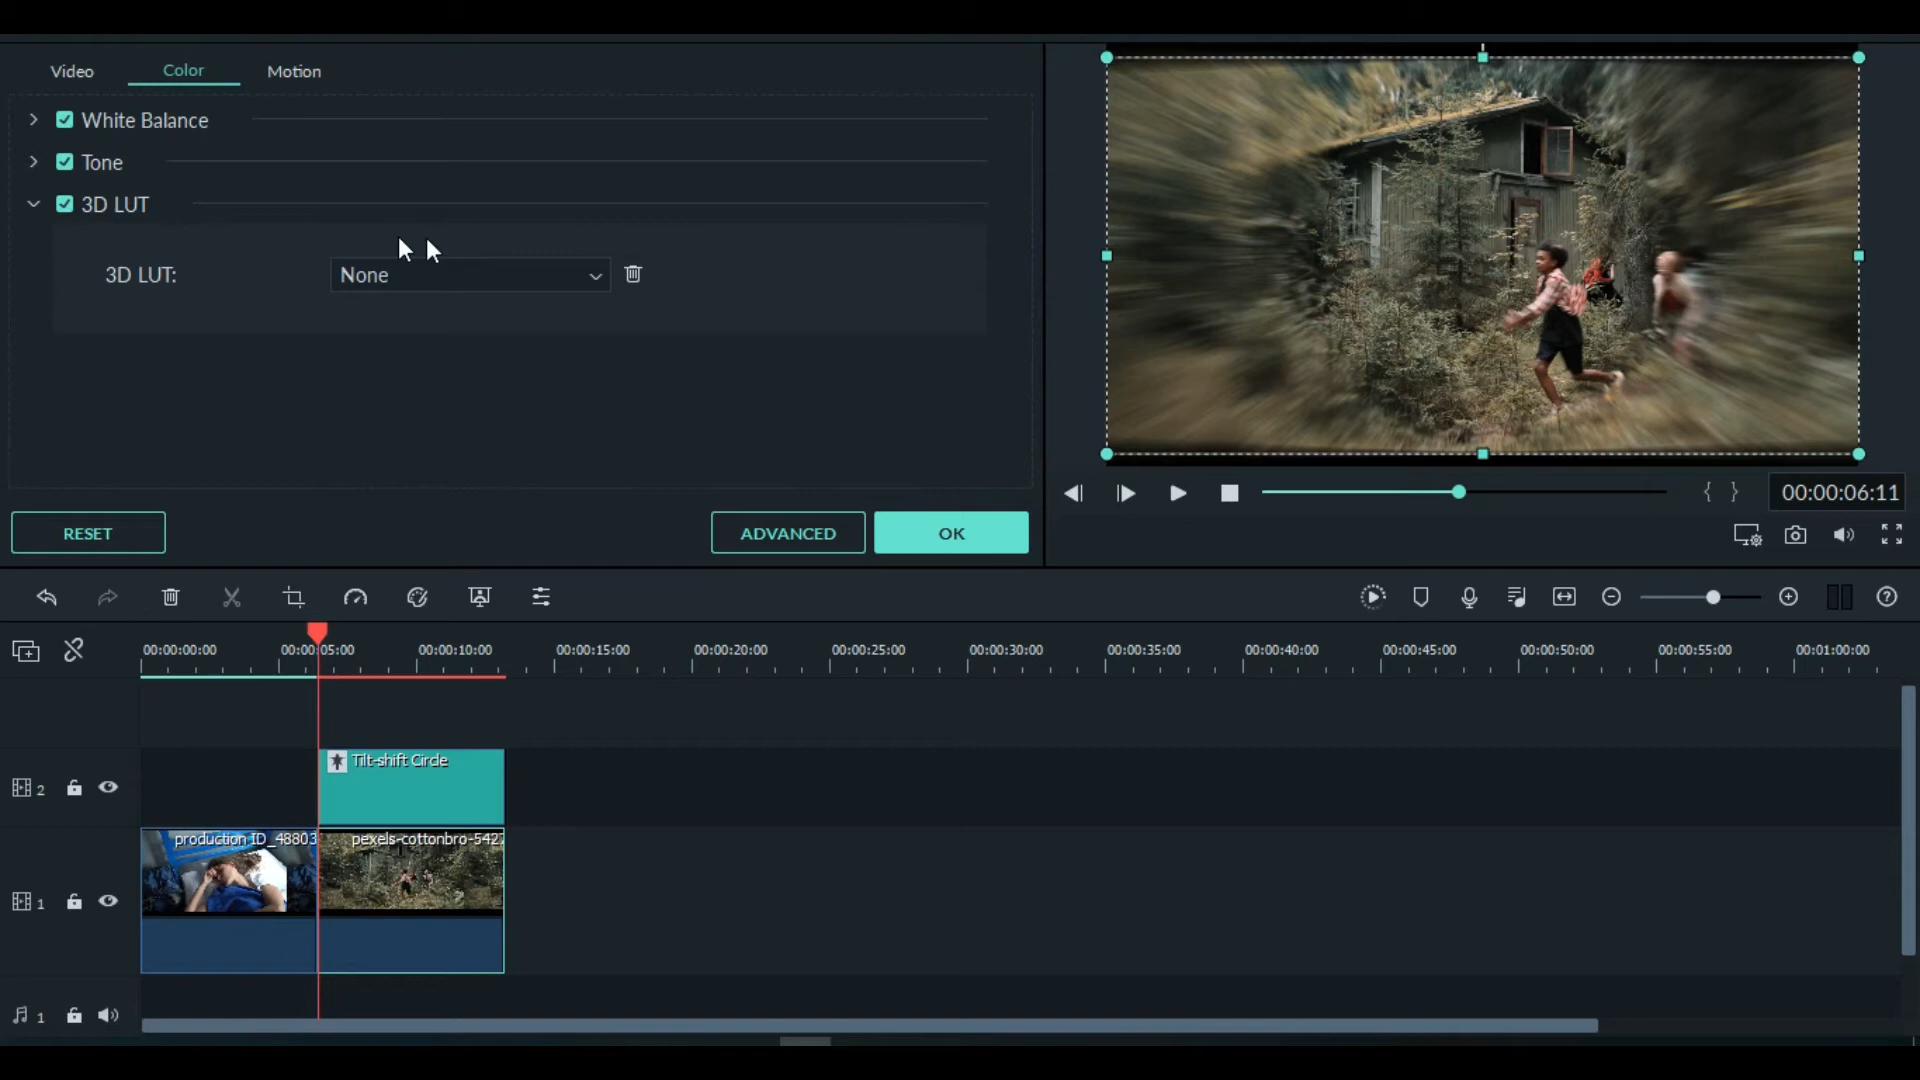 Video Color Motion
White Balance
Tone
3D LUT
3D LUT: None
RESET ADVANCED OK
00:00:06:11
00:00:00:00 00:00:05:00 00:00:10:00 00:00:15:00 00:00:20:00 00:00:25:00 00:00:30:00 00:00:35:00 00:00:40:00 00:00:45:00 00:00:50:00 00:00:55:00 00:01:00:00
Tilt-shift Circle
2
production ID_48803 pexels-cottonbro-542
1
1